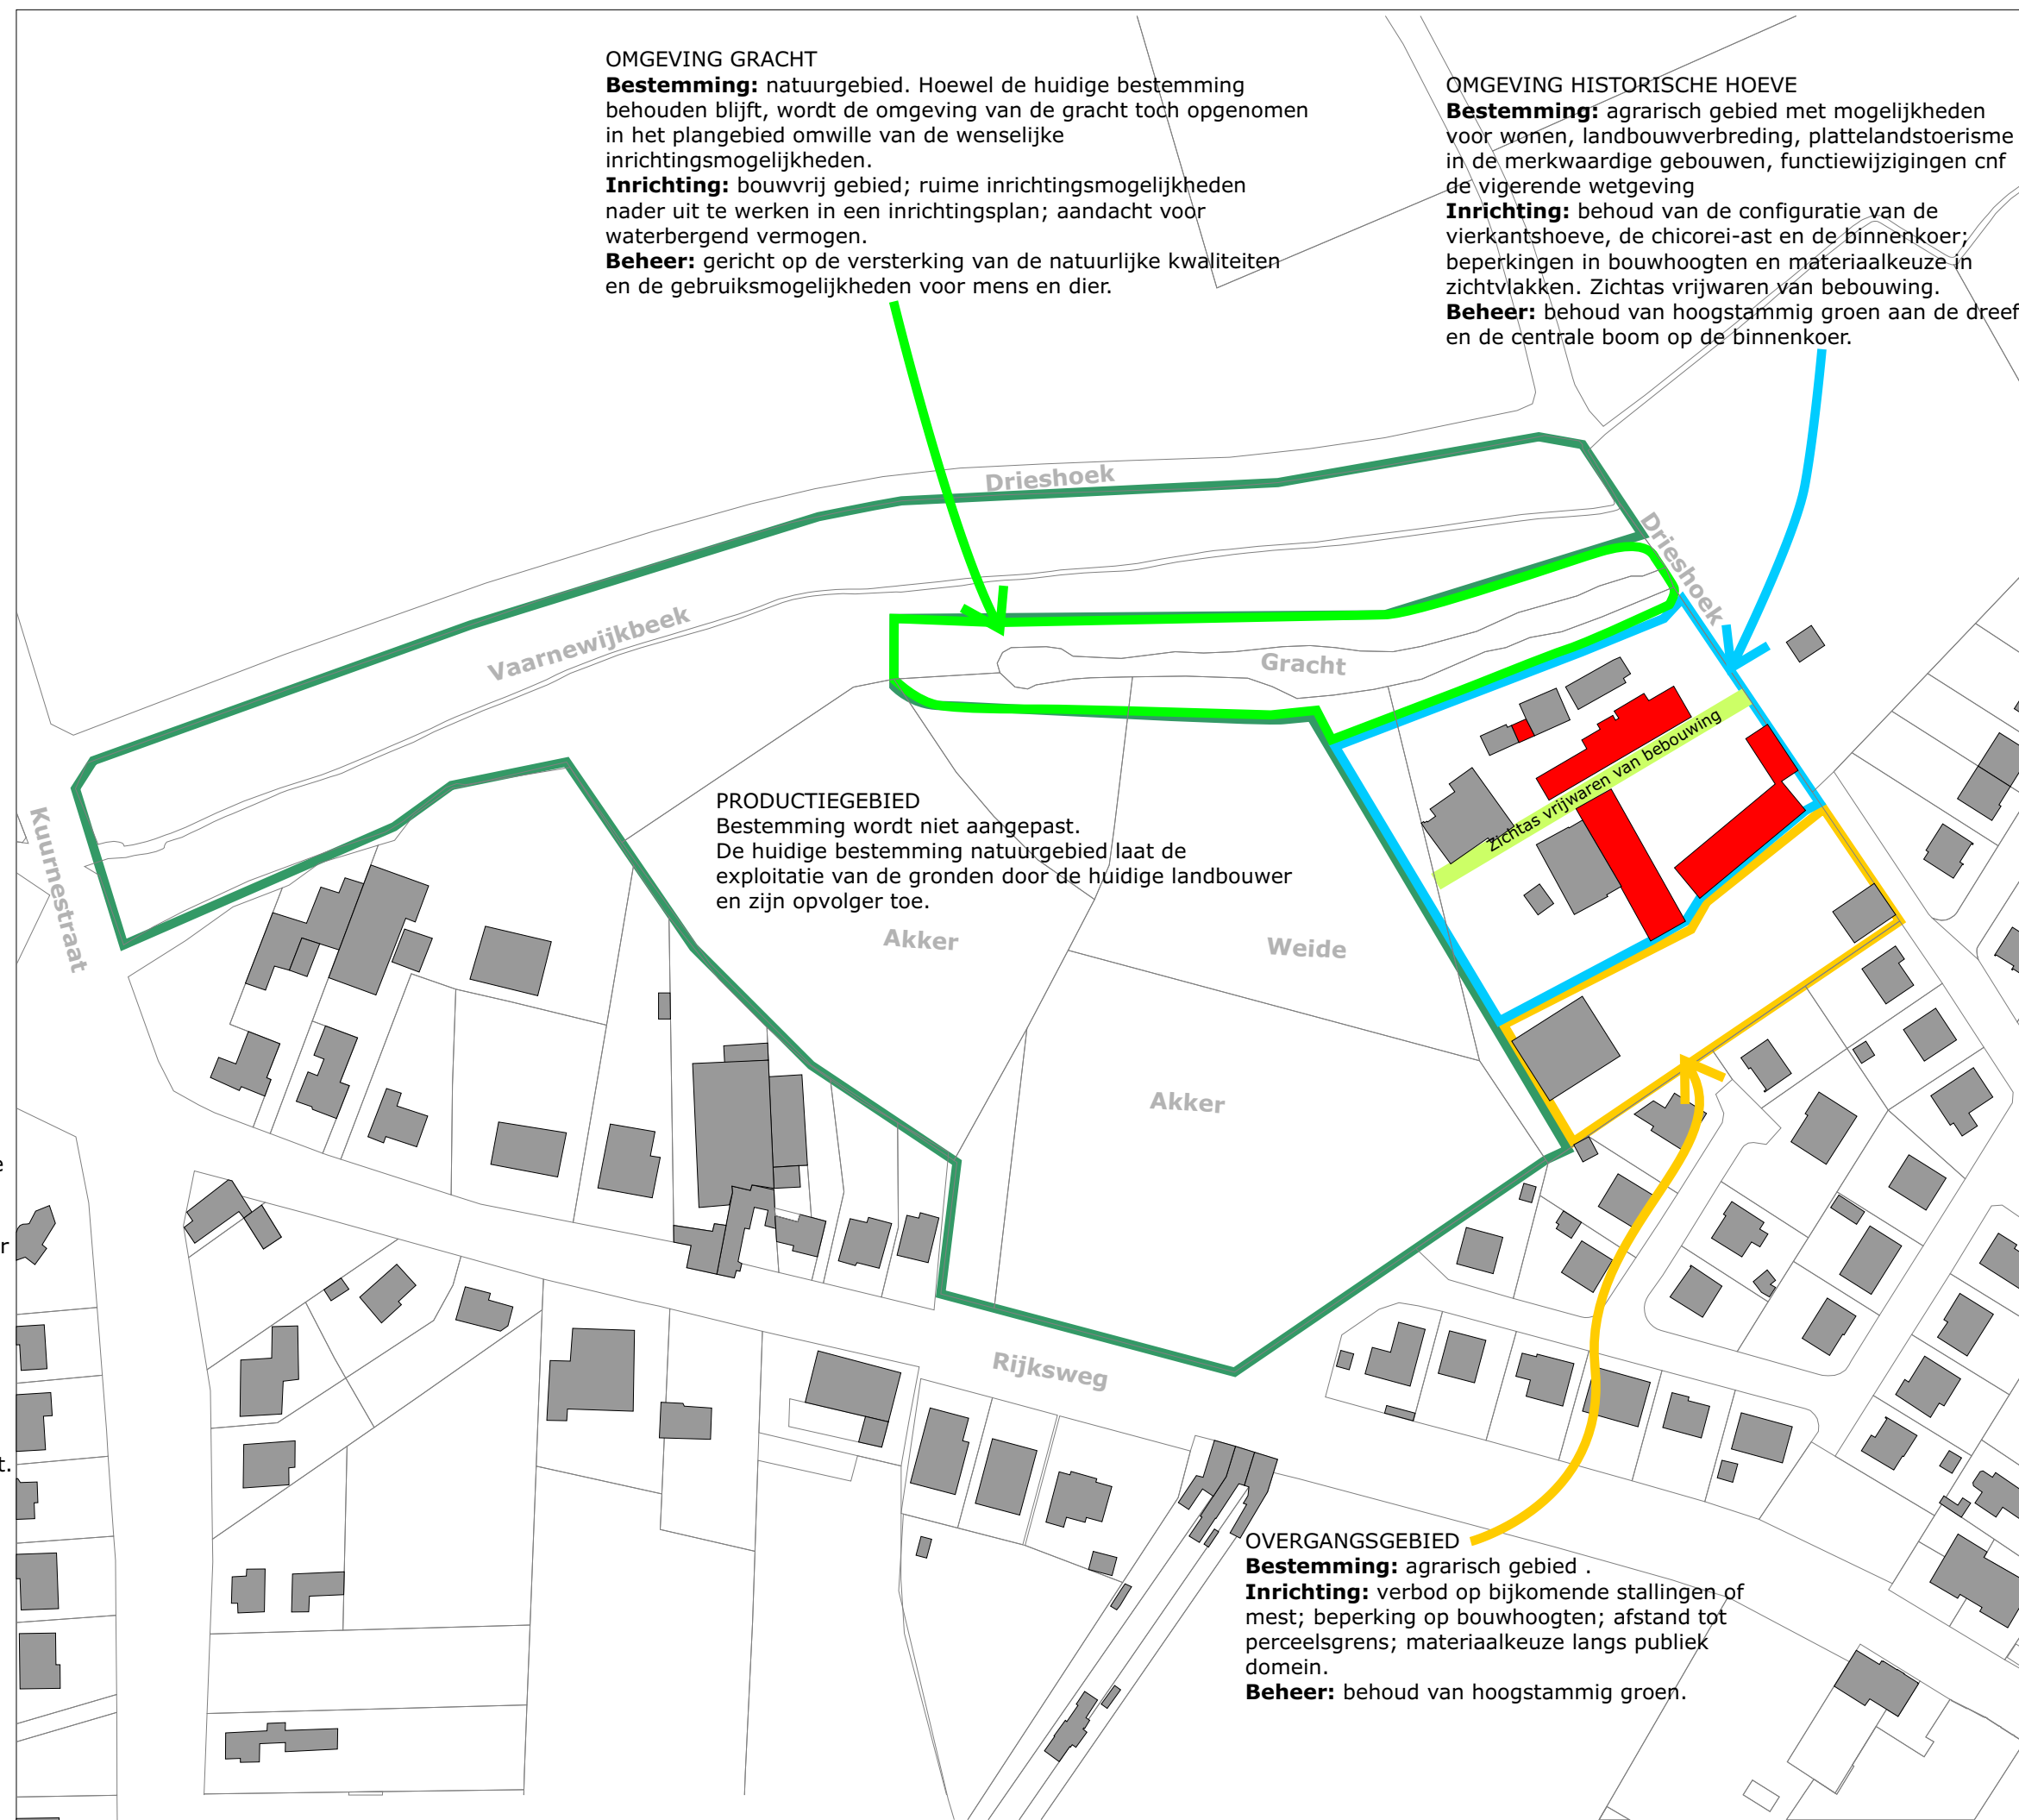 OMGEVING GRACHT
Bestemming: natuurgebied. Hoewel de huidige bestemming
behouden blijft, wordt de omgeving van de gracht toch opgenomen
in het plangebied omwille van de wenselijke
inrichtingsmogelijkheden.
Inrichting: bouwvrij gebied; ruime inrichtingsmogelijkheden
nader uit te werken in een inrichtingsplan; aandacht voor
waterbergend vermogen.
Beheer: gericht op de versterking van de natuurlijke kwaliteiten
en de gebruiksmogelijkheden voor mens en dier.
OMGEVING HISTORISCHE HOEVE
Bestemming: agrarisch gebied met mogelijkheden
voor wonen, landbouwverbreding, plattelandstoerisme
in de merkwaardige gebouwen, functiewijzigingen cnf
de vigerende wetgeving
Inrichting: behoud van de configuratie van de
vierkantshoeve, de chicorei-ast en de binnenkoer;
beperkingen in bouwhoogten en materiaalkeuze in
zichtvlakken. Zichtas vrijwaren van bebouwing.
Beheer: behoud van hoogstammig groen aan de dreef
en de centrale boom op de binnenkoer.
Drieshoek
Drieshoek
Vaarnewijkbeek
Gracht
Zichtas vrijwaren van bebouwing
Kuurnestraat
PRODUCTIEGEBIED
Bestemming wordt niet aangepast.
De huidige bestemming natuurgebied laat de
exploitatie van de gronden door de huidige landbouwer
en zijn opvolger toe.
Akker
Weide
Akker
e
r
t.
Rijksweg
OVERGANGSGEBIED
Bestemming: agrarisch gebied .
Inrichting: verbod op bijkomende stallingen of
mest; beperking op bouwhoogten; afstand tot
perceelsgrens; materiaalkeuze langs publiek
domein.
Beheer: behoud van hoogstammig groen.